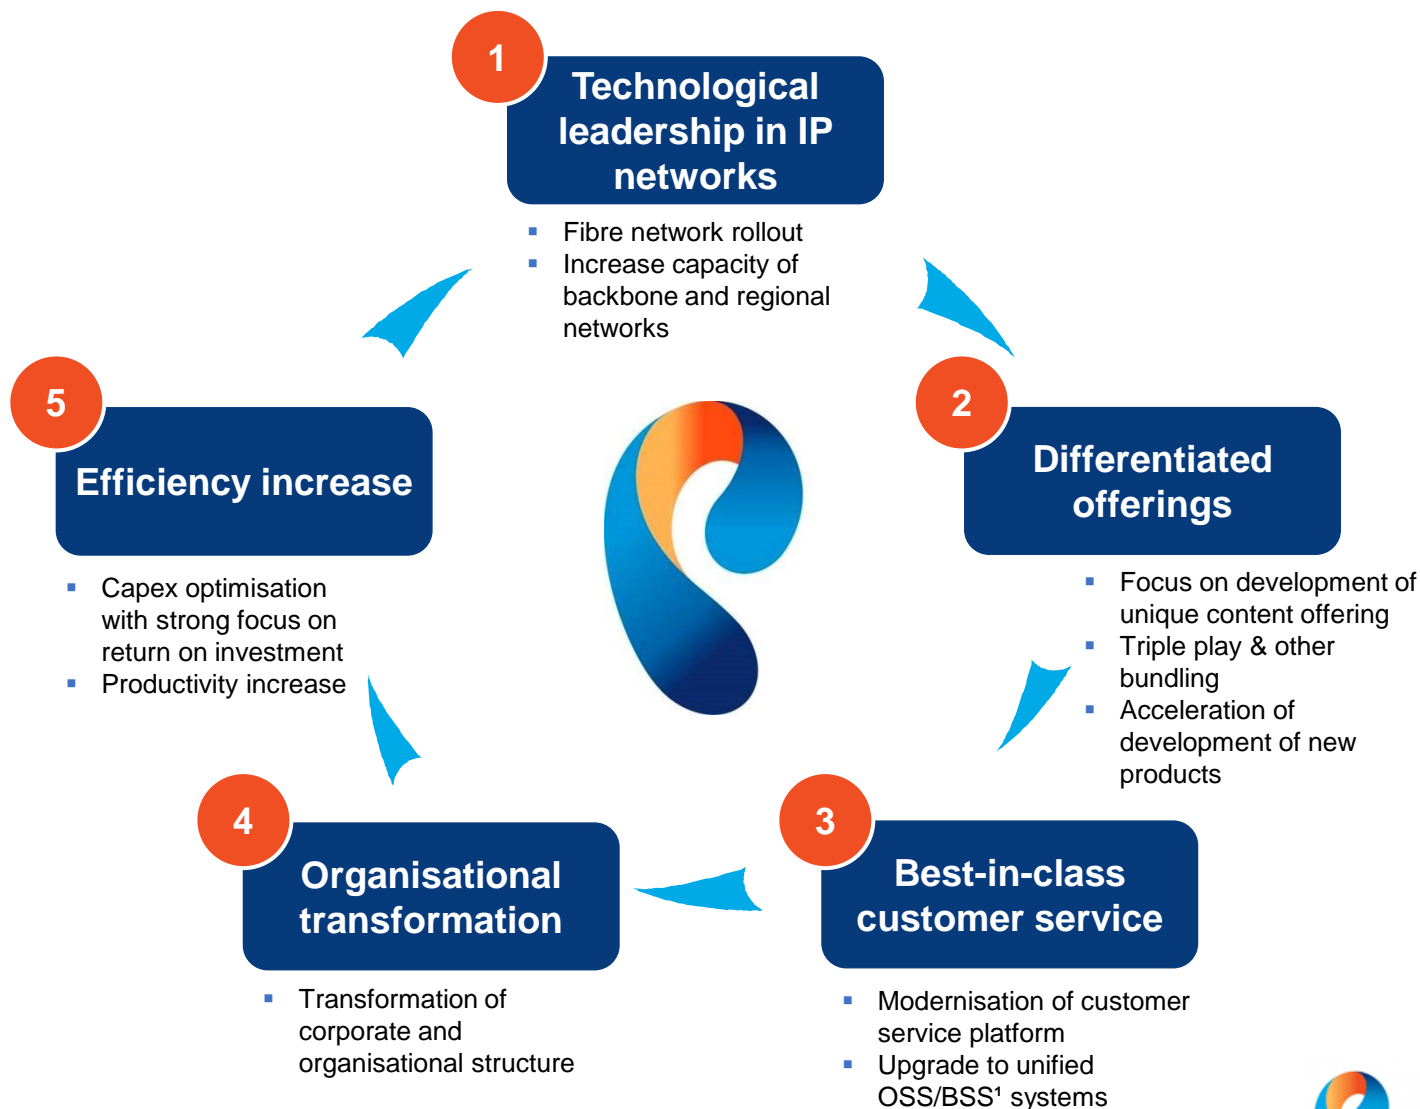 1
Technological
leadership in IP
networks
▪ Fibre network rollout
▪ Increase capacity of
backbone and regional
networks
2
Differentiated
offerings
▪ Focus on development of
unique content offering
▪ Triple play & other
bundling
▪ Acceleration of
development of new
products
3
Best-in-class
customer service
▪ Modernisation of customer
service platform
▪ Upgrade to unified
OSS/BSS¹ systems
4
Organisational
transformation
▪ Transformation of
corporate and
organisational structure
5
Efficiency increase
▪ Capex optimisation
with strong focus on
return on investment
▪ Productivity increase